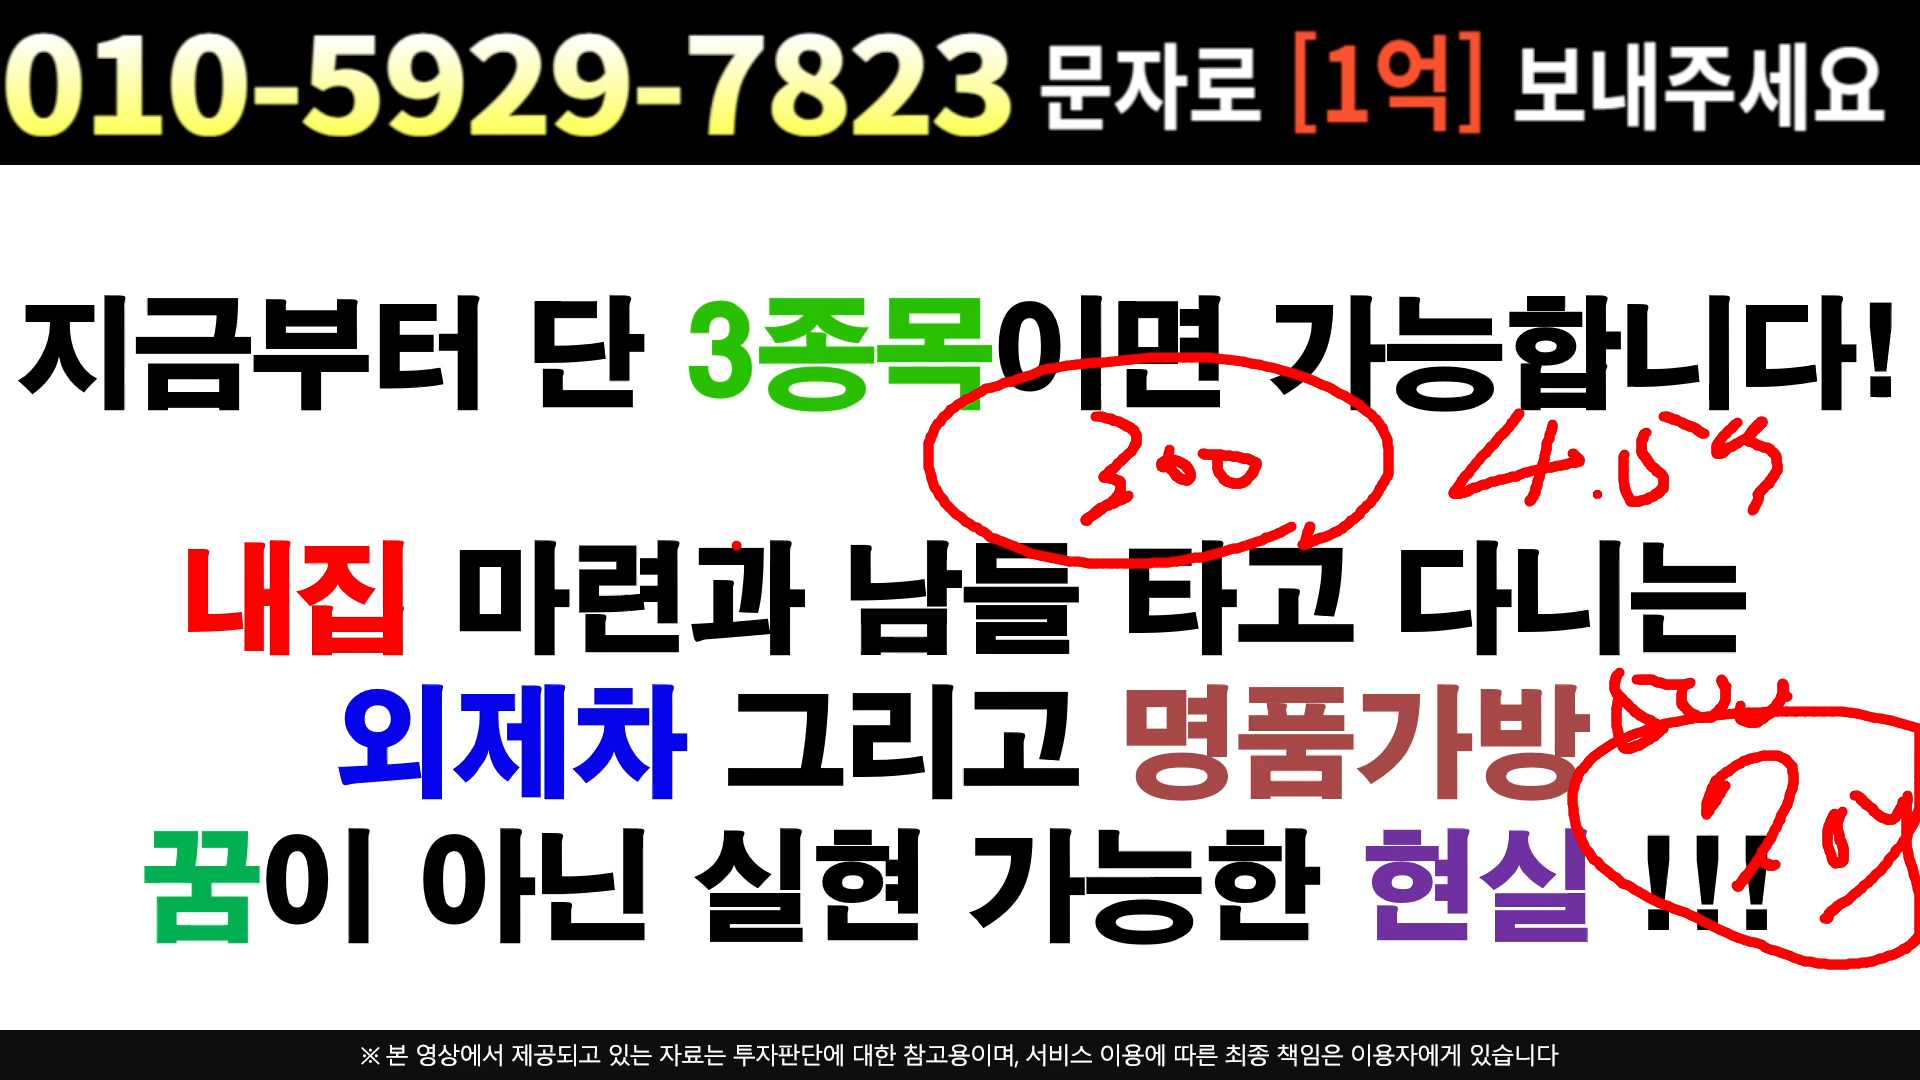 010-5929-7823 문자로 [1억] 보내주세요
지금부터 단 3종목이면 가능합니다!
300
내집 마련과 남들 타고 다니는
외제차 그리고 명품가방
500
꿈이 아닌 실현 가능한 현실 !!!
※ 본 영상에서 제공되고 있는 자료는 투자판단에 대한 참고용이며, 서비스 이용에 따른 최종 책임은 이용자에게 있습니다